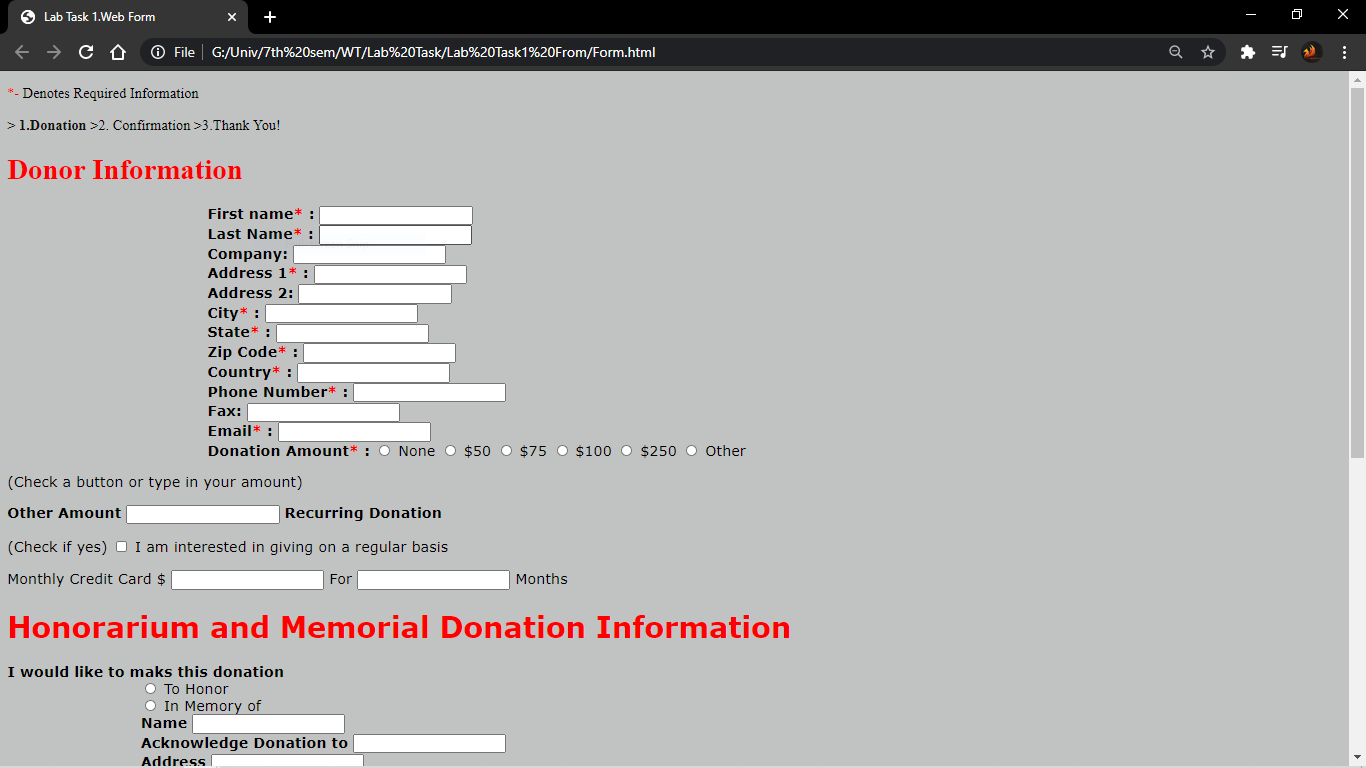 Lab Task 1.Web Form
File G:/Univ/7th%20sem/WT/Lab%20Task/Lab%20Task1%20From/Form.html
*- Denotes Required Information
> 1.Donation >2. Confirmation >3.Thank You!
Donor Information
First name* :
Last Name* :
Company:
Address 1* :
Address 2:
City* :
State* :
Zip Code* :
Country* :
Phone Number* :
Fax:
Email* :
Donation Amount* : None $50 $75 $100 $250 Other
(Check a button or type in your amount)
Other Amount Recurring Donation
(Check if yes) I am interested in giving on a regular basis
Monthly Credit Card $ For Months
Honorarium and Memorial Donation Information
I would like to maks this donation
To Honor
In Memory of
Name
Acknowledge Donation to
Address